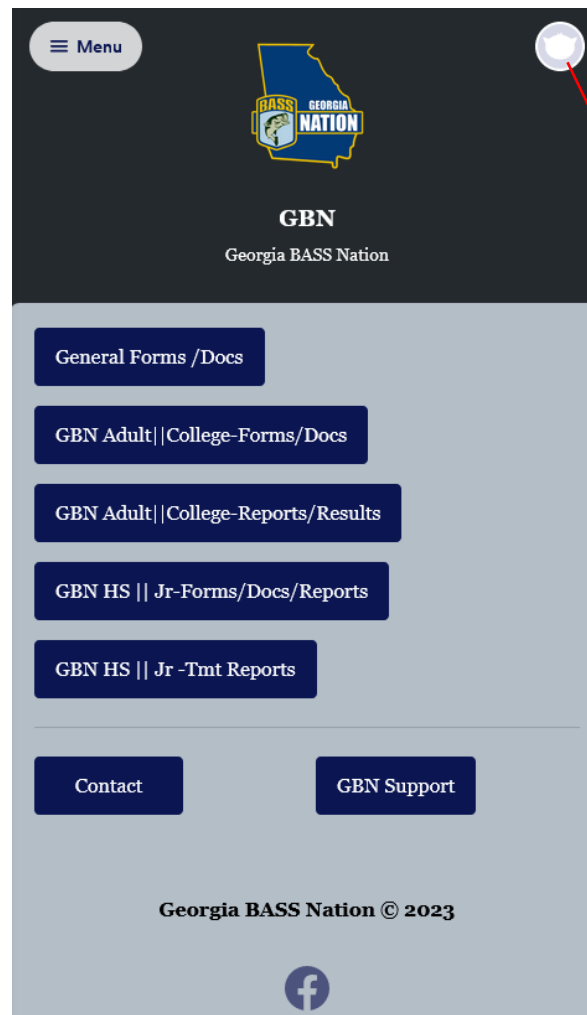 Menu
BASS GEORGIA
NATION
GBN
Georgia BASS Nation
General Forms /Docs
GBN Adult||College-Forms/Docs
GBN Adult||College-Reports/Results
GBN HS || Jr-Forms/Docs/Reports
GBN HS || Jr -Tmt Reports
Contact
GBN Support
Georgia BASS Nation © 2023